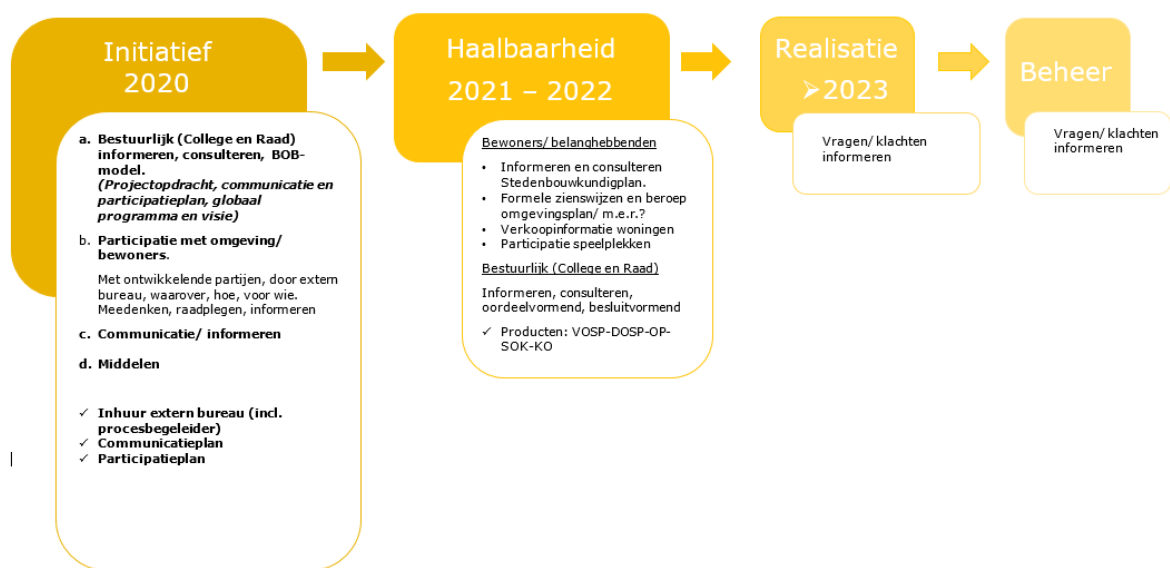 Initiatief
2020
a. Bestuurlijk (College en Raad)
informeren, consulteren, BOB-
model.
(Projectopdracht, communicatie en
participatieplan, globaal
programma en visie)
b. Participatie met omgeving/
bewoners.
Met ontwikkelende partijen, door extern
bureau, waarover, hoe, voor wie.
Meedenken, raadplegen, informeren
c. Communicatie/ informeren
d. Middelen
✓ Inhuur extern bureau (incl.
procesbegeleider)
✓ Communicatieplan
✓ Participatieplan
Haalbaarheid
2021 – 2022
Bewoners/ belanghebbenden
• Informeren en consulteren
Stedenbouwkundigplan.
• Formele zienswijzen en beroep
omgevingsplan/ m.e.r.?
• Verkoopinformatie woningen
• Participatie speelplekken
Bestuurlijk (College en Raad)
Informeren, consulteren,
oordeelvormend, besluitvormend
✓ Producten: VOSP-DOSP-OP-
SOK-KO
Realisatie
➢2023
Vragen/ klachten
informeren
Beheer
Vragen/ klachten
informeren